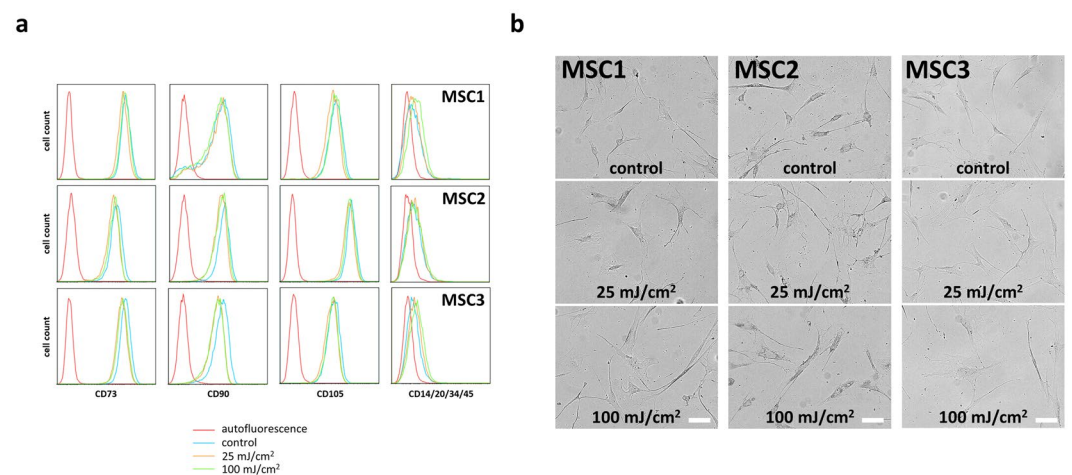 a
MSC1
cell count
MSC2
cell count
MSC3
cell count
CD73
CD90
CD105
CD14/20/34/45
autofluorescence
control
25 mJ/cm²
100 mJ/cm²
b
MSC1
MSC2
MSC3
control
control
control
25 mJ/cm²
25 mJ/cm²
25 mJ/cm²
100 mJ/cm²
100 mJ/cm²
100 mJ/cm²